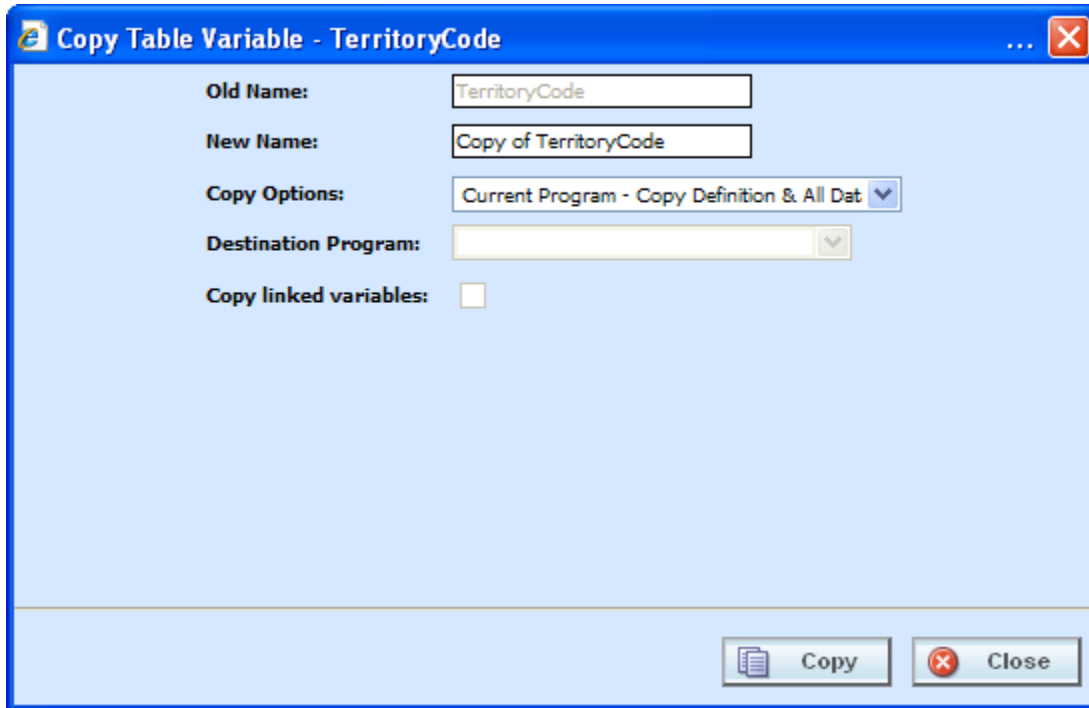 Copy Table Variable - TerritoryCode ...
Old Name: TerritoryCode
New Name: Copy of TerritoryCode
Copy Options: Current Program - Copy Definition & All Dat
Destination Program:
Copy linked variables:
Copy Close